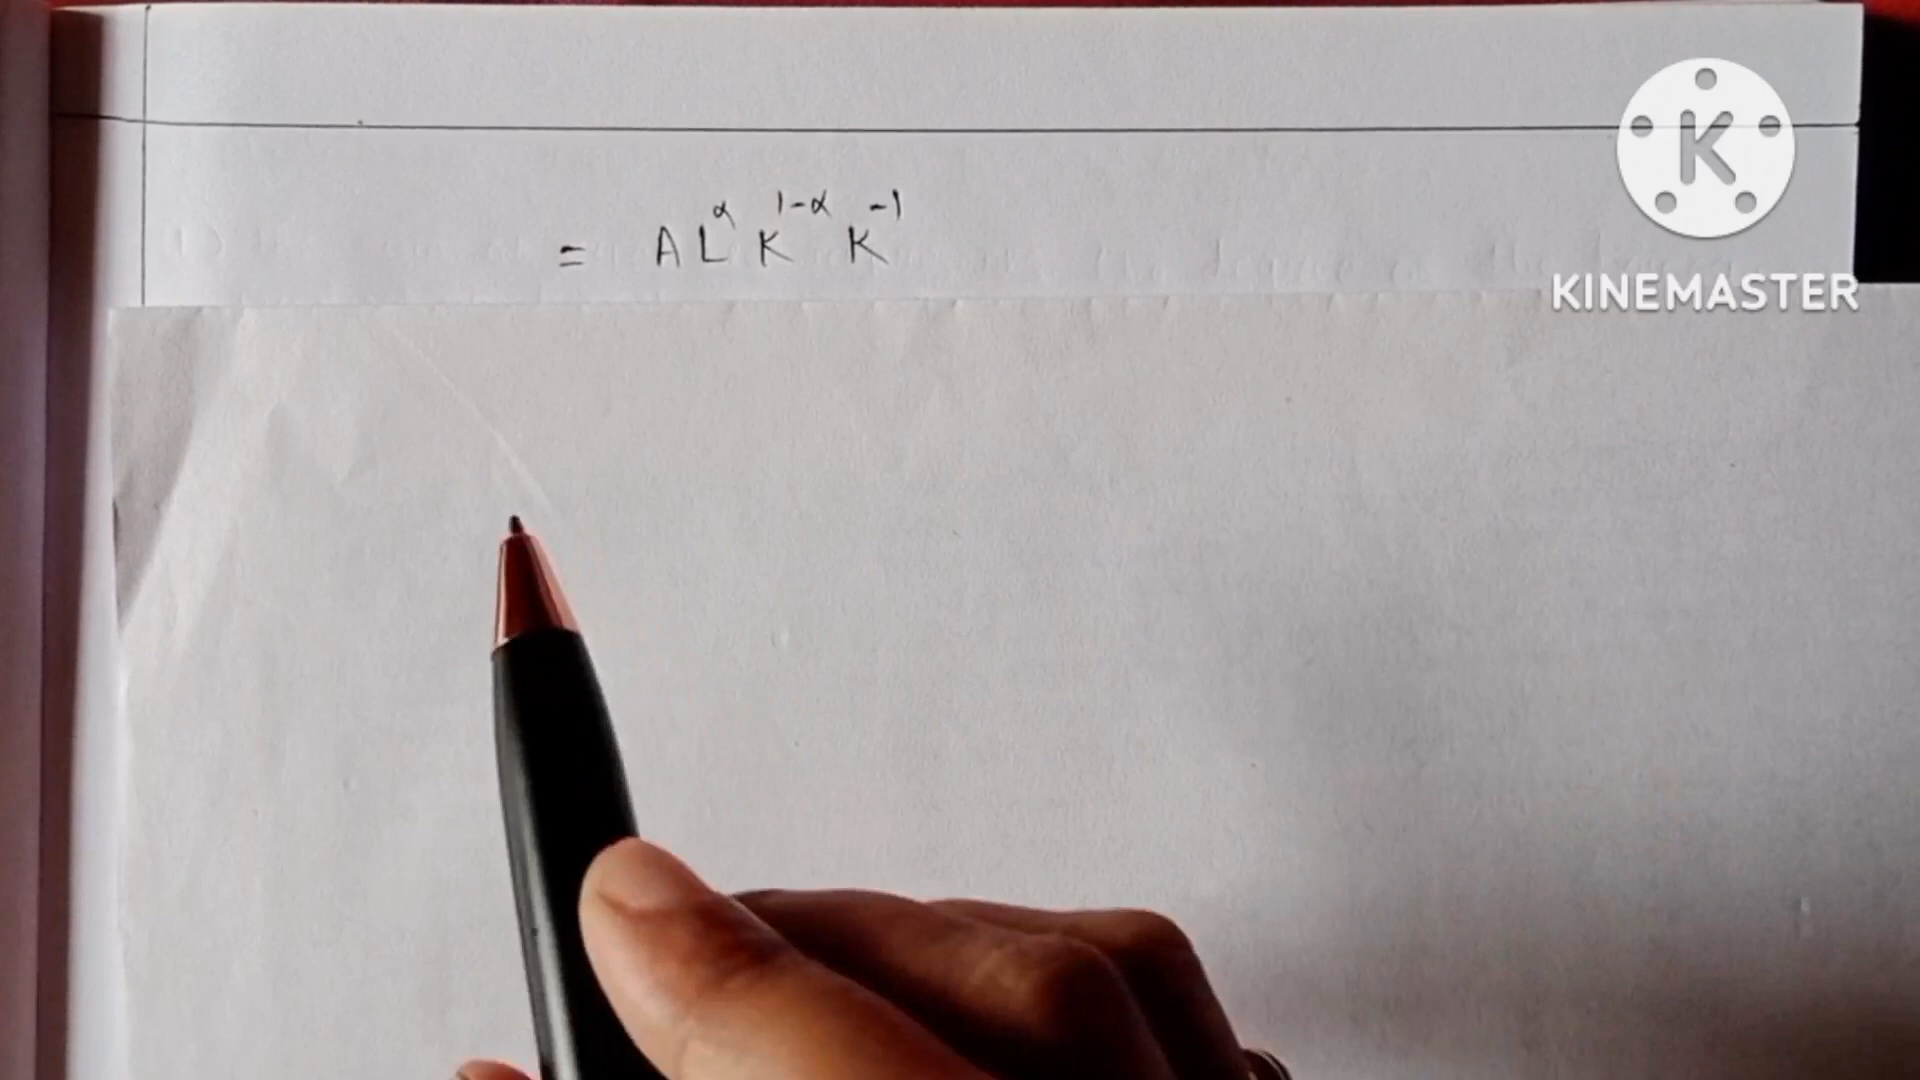 = A L^α K^1-α K^-1
K
KINEMASTER